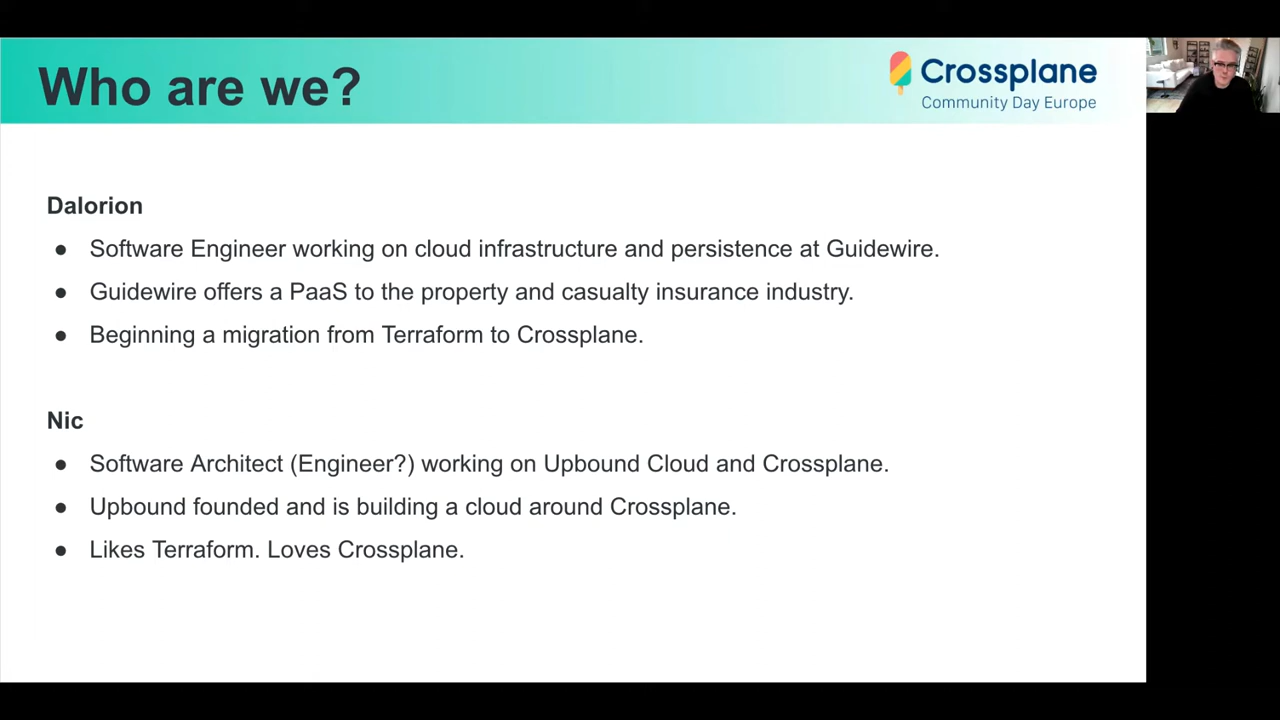 Who are we?
Crossplane
Community Day Europe
Dalorion
● Software Engineer working on cloud infrastructure and persistence at Guidewire.
● Guidewire offers a PaaS to the property and casualty insurance industry.
● Beginning a migration from Terraform to Crossplane.
Nic
● Software Architect (Engineer?) working on Upbound Cloud and Crossplane.
● Upbound founded and is building a cloud around Crossplane.
● Likes Terraform. Loves Crossplane.